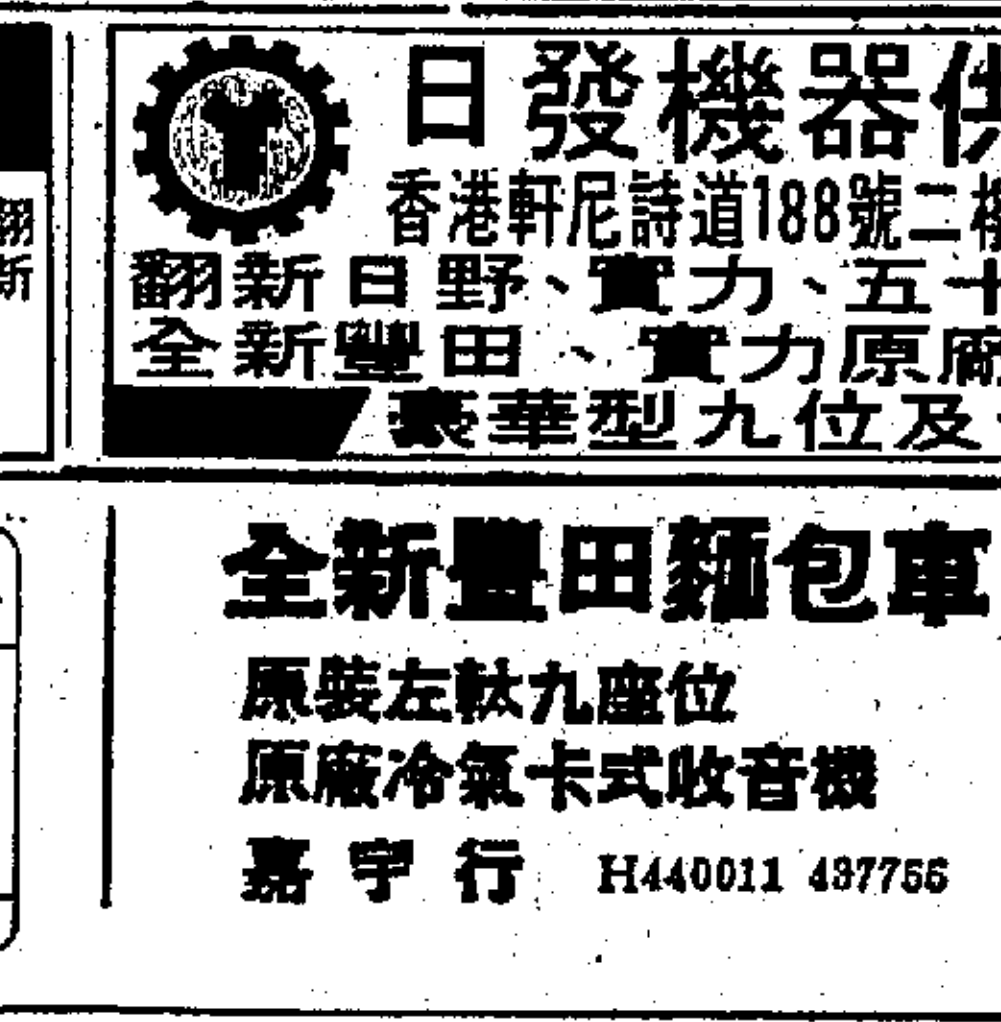 翻
新
日發機器供
香港軒尼詩道188號二樓
翻新日野、實力、五十
全新豐田、實力原廠
豪華型九位及
全新豐田麵包車
原裝左軚九座位
原廠冷氣卡式收音機
嘉宇行 H440011 437756